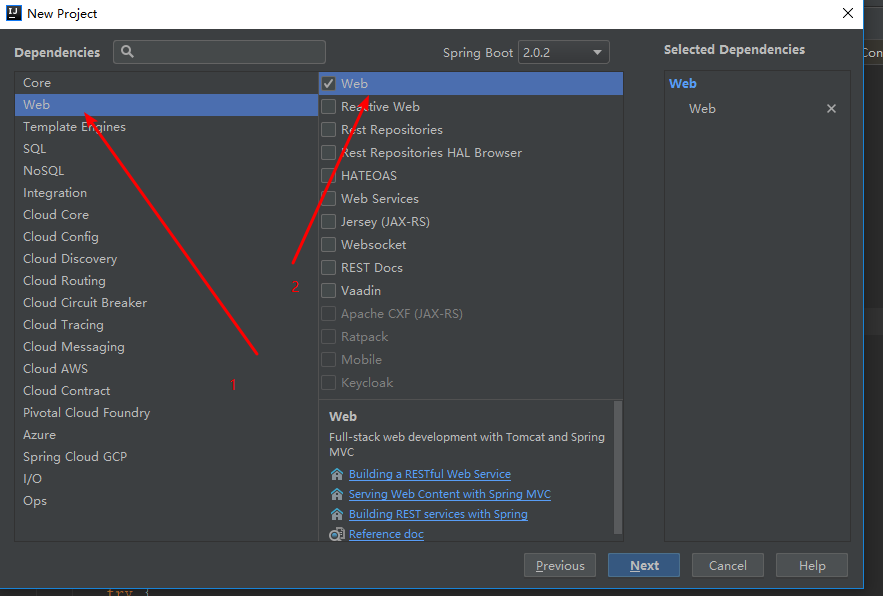 New Project
Dependencies
Spring Boot 2.0.2
Selected Dependencies
Core
Web
Template Engines
SQL
NoSQL
Integration
Cloud Core
Cloud Config
Cloud Discovery
Cloud Routing
Cloud Circuit Breaker
Cloud Tracing
Cloud Messaging
Cloud AWS
Cloud Contract
Pivotal Cloud Foundry
Azure
Spring Cloud GCP
I/O
Ops
1
Web
Reactive Web
Rest Repositories
Rest Repositories HAL Browser
HATEOAS
Web Services
Jersey (JAX-RS)
Websocket
REST Docs
Vaadin
Apache CXF (JAX-RS)
Ratpack
Mobile
Keycloak
2
Web
Full-stack web development with Tomcat and Spring
MVC
Building a RESTful Web Service
Serving Web Content with Spring MVC
Building REST services with Spring
Reference doc
Web
Web
Previous
Next
Cancel
Help
Con
try {